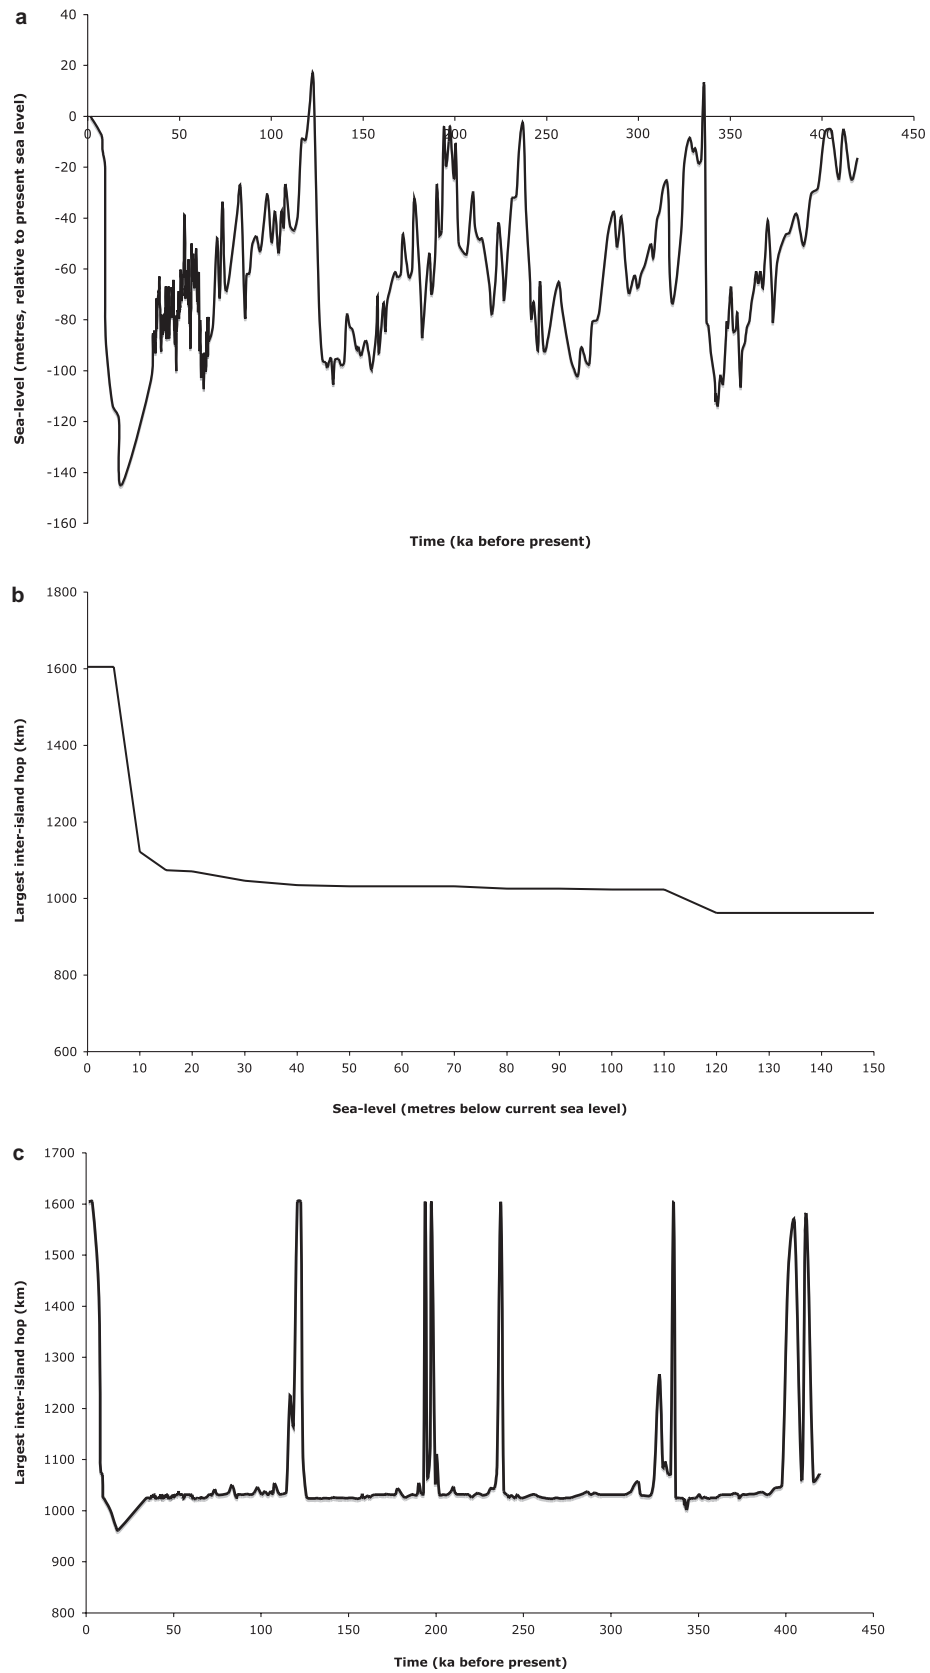 a
40
20
0
-20
-40
-60
-80
-100
-120
-140
-160
0 50 100 150 200 250 300 350 400 450
Sea-level (metres, relative to present sea level)
Time (ka before present)
b
1800
1600
1400
1200
1000
800
600
0 10 20 30 40 50 60 70 80 90 100 110 120 130 140 150
Largest inter-island hop (km)
Sea-level (metres below current sea level)
c
1700
1600
1500
1400
1300
1200
1100
1000
900
800
0 50 100 150 200 250 300 350 400 450
Largest inter-island hop (km)
Time (ka before present)